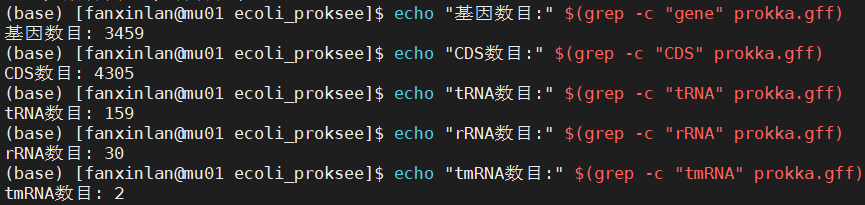 (base) [fanxinlan@mu01 ecoli_proksee]$ echo "基因数目:" $(grep -c "gene" prokka.gff)
基因数目: 3459
(base) [fanxinlan@mu01 ecoli_proksee]$ echo "CDS数目:" $(grep -c "CDS" prokka.gff)
CDS数目: 4305
(base) [fanxinlan@mu01 ecoli_proksee]$ echo "tRNA数目:" $(grep -c "tRNA" prokka.gff)
tRNA数目: 159
(base) [fanxinlan@mu01 ecoli_proksee]$ echo "rRNA数目:" $(grep -c "rRNA" prokka.gff)
rRNA数目: 30
(base) [fanxinlan@mu01 ecoli_proksee]$ echo "tmRNA数目:" $(grep -c "tmRNA" prokka.gff)
tmRNA数目: 2